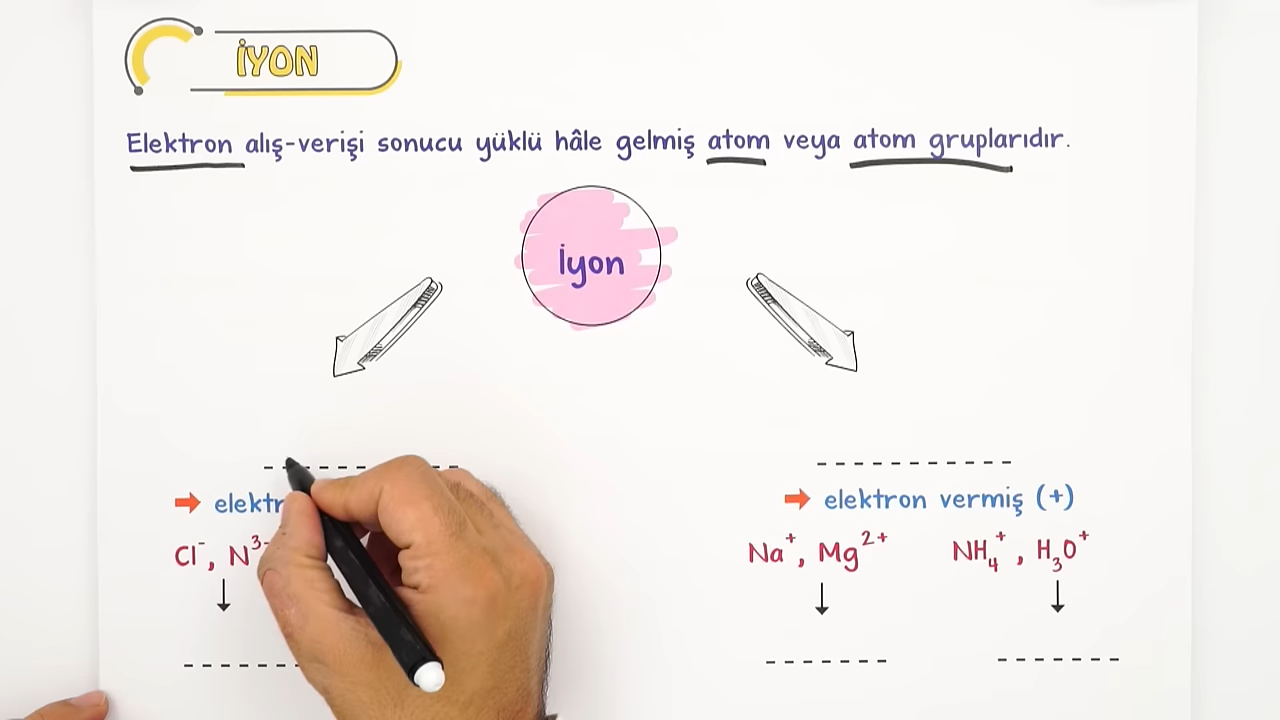 İYON
Elektron alış-verişi sonucu yüklü hâle gelmiş atom veya atom gruplarıdır.
İyon
elektron vermiş (+)
Cl⁻, N³⁻
Na⁺, Mg²⁺ NH₄⁺, H₃O⁺